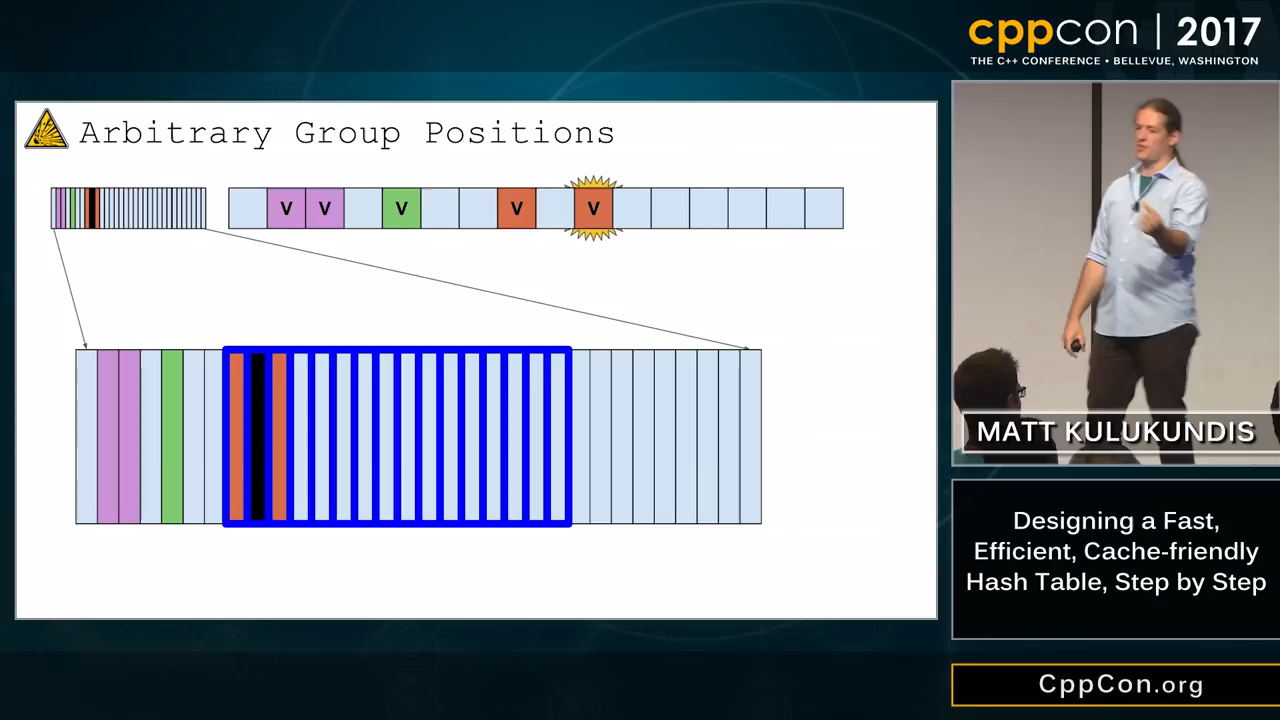 cppcon | 2017
THE C++ CONFERENCE • BELLEVUE, WASHINGTON
Arbitrary Group Positions
V V V V V
MATT KULUKUNDIS
Designing a Fast,
Efficient, Cache-friendly
Hash Table, Step by Step
CppCon.org